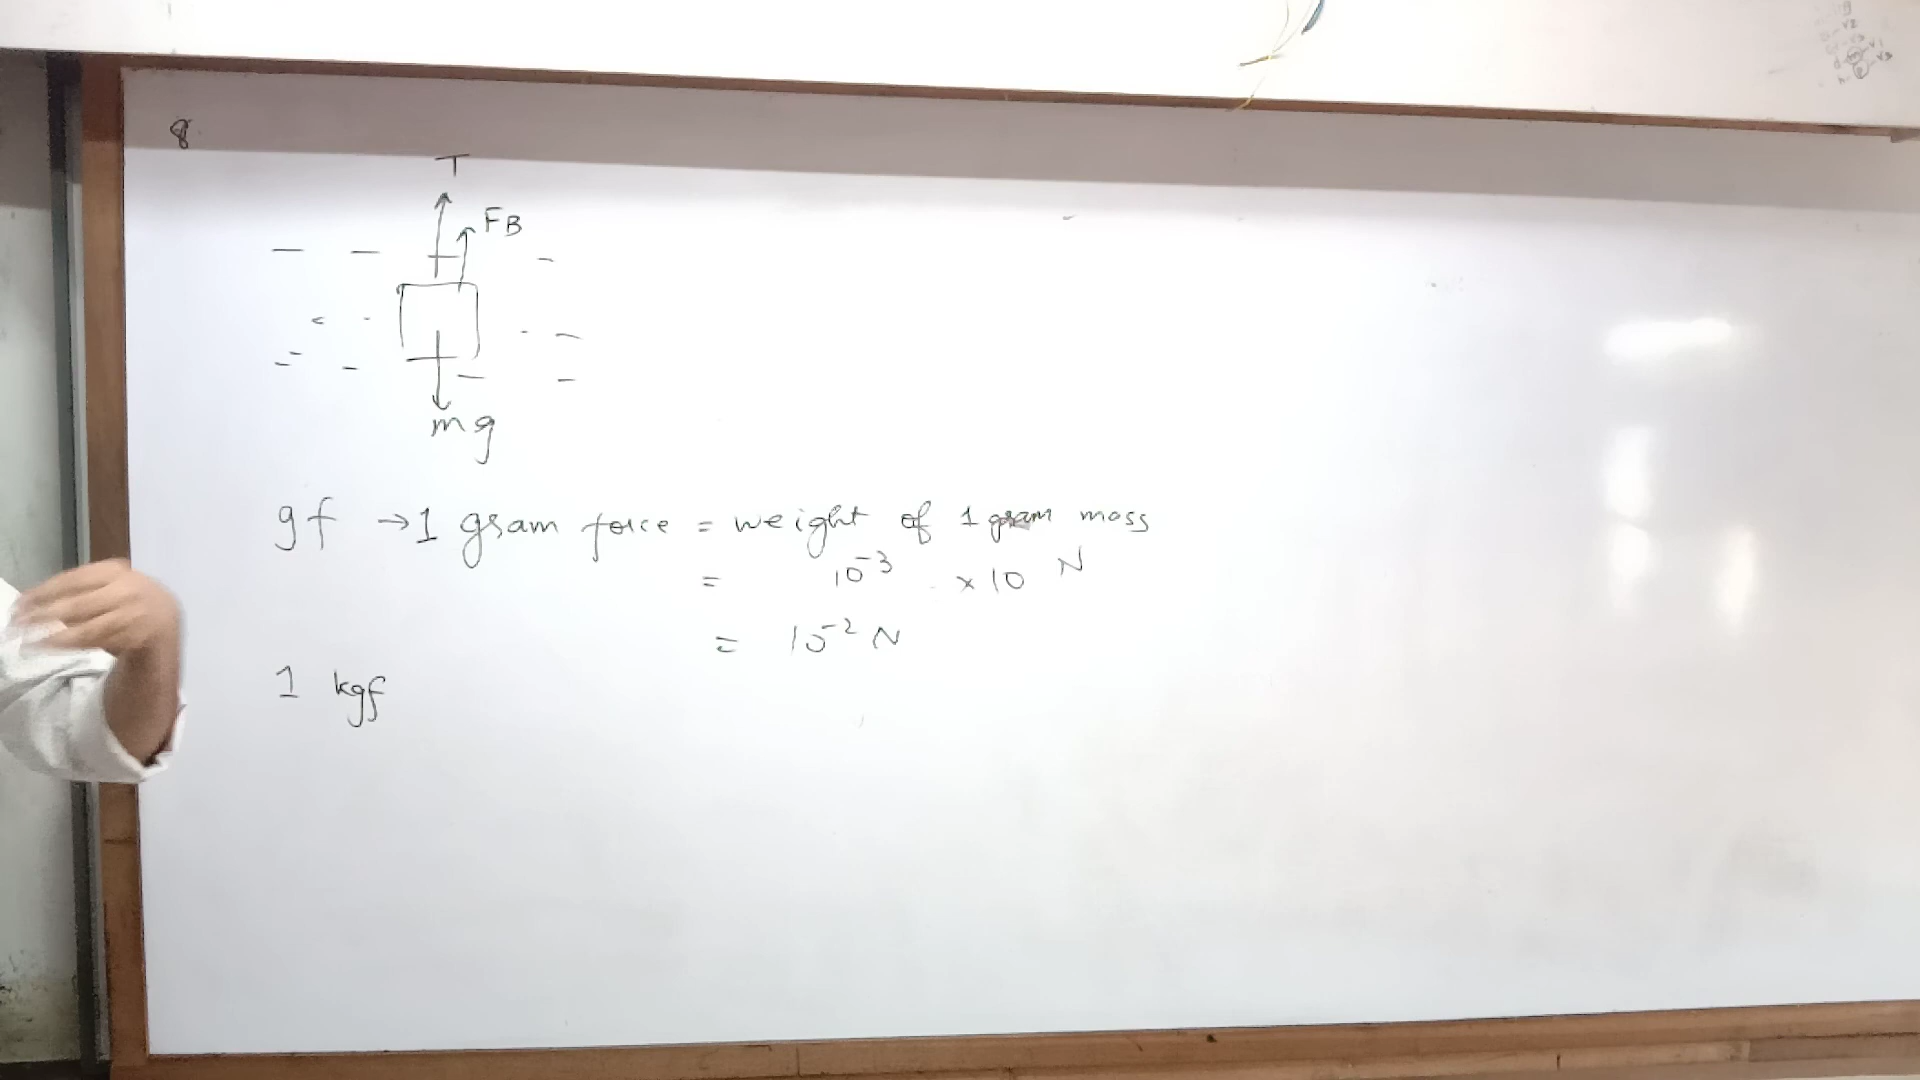 8
T
FB
mg
gf → 1 gram force = weight of 1 gram mass
= 10⁻³ × 10 N
= 10⁻² N
1 kgf